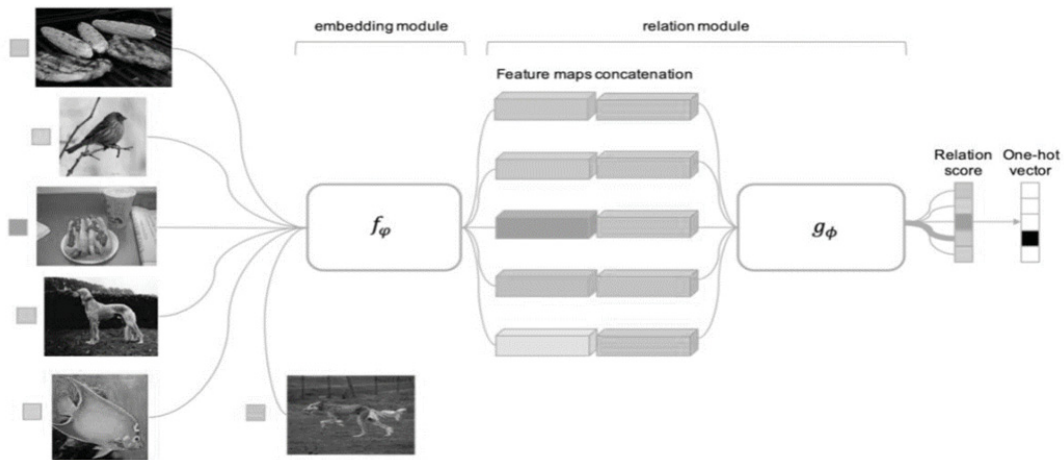 embedding module
relation module
Feature maps concatenation
Relation
score
One-hot
vector
fφ
gϕ